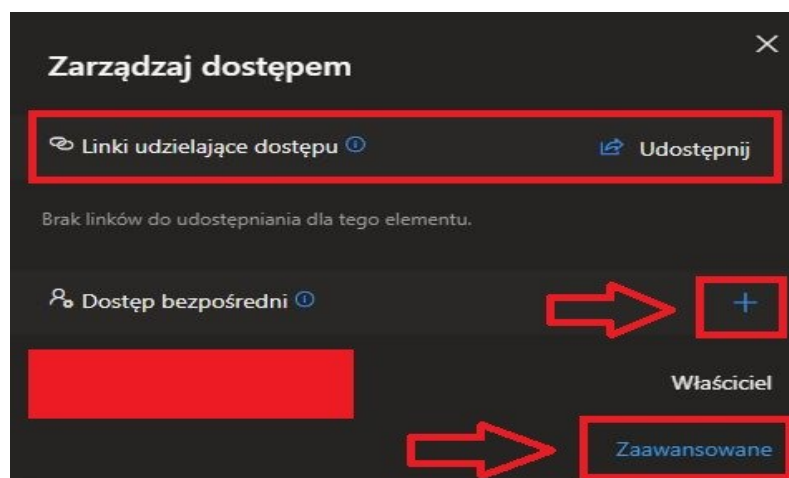 Zarządzaj dostępem
Linki udzielające dostępu Udostępnij
Brak linków do udostępniania dla tego elementu.
Dostęp bezpośredni
Właściciel
Zaawansowane